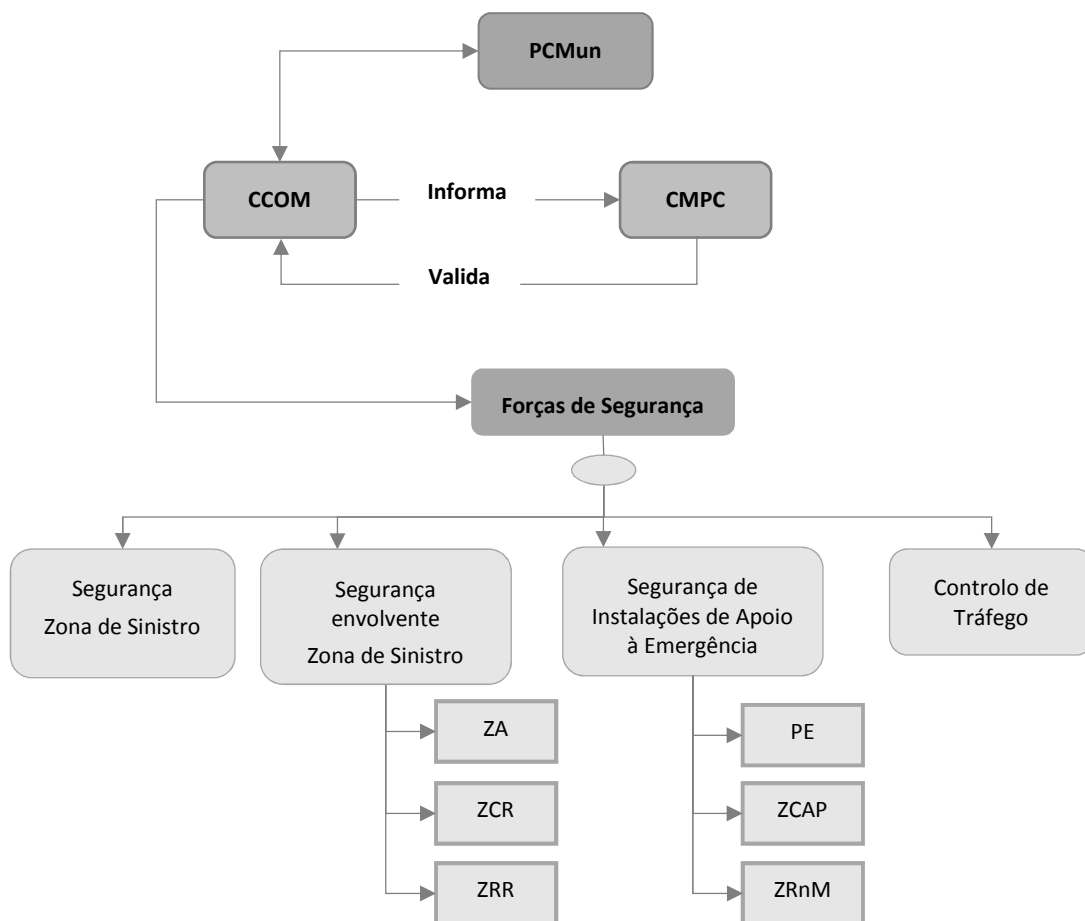 PCMun
CCOM
Informa
CMPC
Valida
Forças de Segurança
Segurança
Zona de Sinistro
Segurança
envolvente
Zona de Sinistro
Segurança de
Instalações de Apoio
à Emergência
Controlo de
Tráfego
ZA
ZCR
ZRR
PE
ZCAP
ZRnM